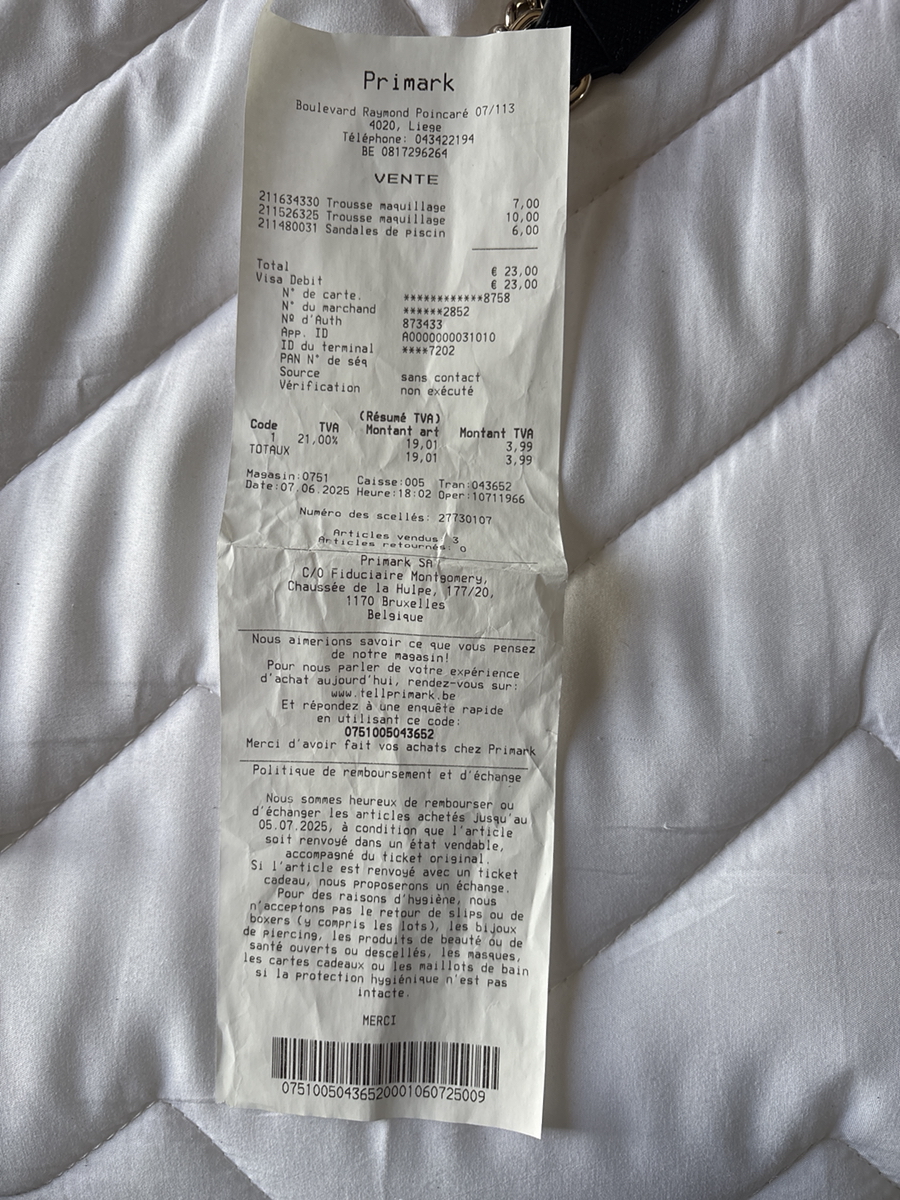 Primark
Boulevard Raymond Poincaré 07/113
4020, Liege
Téléphone: 043422194
BE 0817296264
VENTE
211634330 Trousse maquillage 7,00
211526325 Trousse maquillage 10,00
211480031 Sandales de piscin 6,00
Total € 23,00
Visa Debit € 23,00
N° de carte. ************8758
N° du marchand ******2852
Nº d'Auth 873433
App. ID A0000000031010
ID du terminal ****7202
PAN N° de séq
Source sans contact
Vérification non exécuté
(Résumé TVA)
Code TVA Montant art Montant TVA
1 21,00% 19,01 3,99
TOTAUX 19,01 3,99
Magasin:0751 Caisse:005 Tran:043652
Date:07.06.2025 Heure:18:02 Oper:10711966
Numéro des scellés: 27730107
Articles vendus: 3
Articles retournés: 0
Primark SA
C/O Fiduciaire Montgomery,
Chaussée de la Hulpe, 177/20,
1170 Bruxelles
Belgique
Nous aimerions savoir ce que vous pensez
de notre magasin!
Pour nous parler de votre expérience
d'achat aujourd'hui, rendez-vous sur:
www.tellprimark.be
Et répondez à une enquête rapide
en utilisant ce code:
0751005043652
Merci d'avoir fait vos achats chez Primark
Politique de remboursement et d'échange
Nous sommes heureux de rembourser ou
d'échanger les articles achetés jusqu'au
05.07.2025, à condition que l'article
soit renvoyé dans un état vendable,
accompagné du ticket original.
Si l'article est renvoyé avec un ticket
cadeau, nous proposerons un échange.
Pour des raisons d'hygiène, nous
n'acceptons pas le retour de slips ou de
boxers (y compris les lots), les bijoux
de piercing, les produits de beauté ou de
santé ouverts ou descellés, les masques,
les cartes cadeaux ou les maillots de bain
si la protection hygiénique n'est pas
intacte.
MERCI
07510050436520001060725009